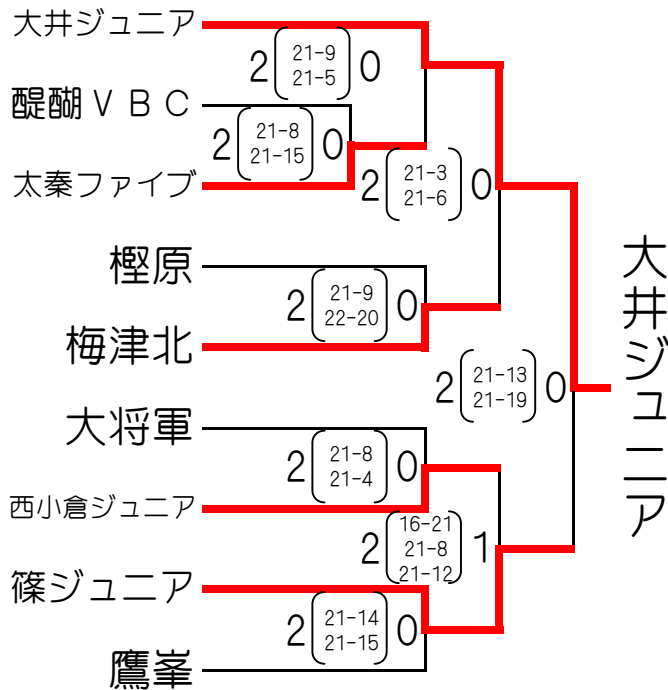 大井ジュニア
2 21-9 0
21-5
醍醐ＶＢＣ
2 21-8 0
21-15
太秦ファイブ
2 21-3 0
21-6
樫原
2 21-9 0
22-20
梅津北
2 21-13 0
21-19
大井ジュニア
大将軍
2 21-8 0
21-4
西小倉ジュニア
2 16-21 1
21-8
21-12
篠ジュニア
2 21-14 0
21-15
鷹峯